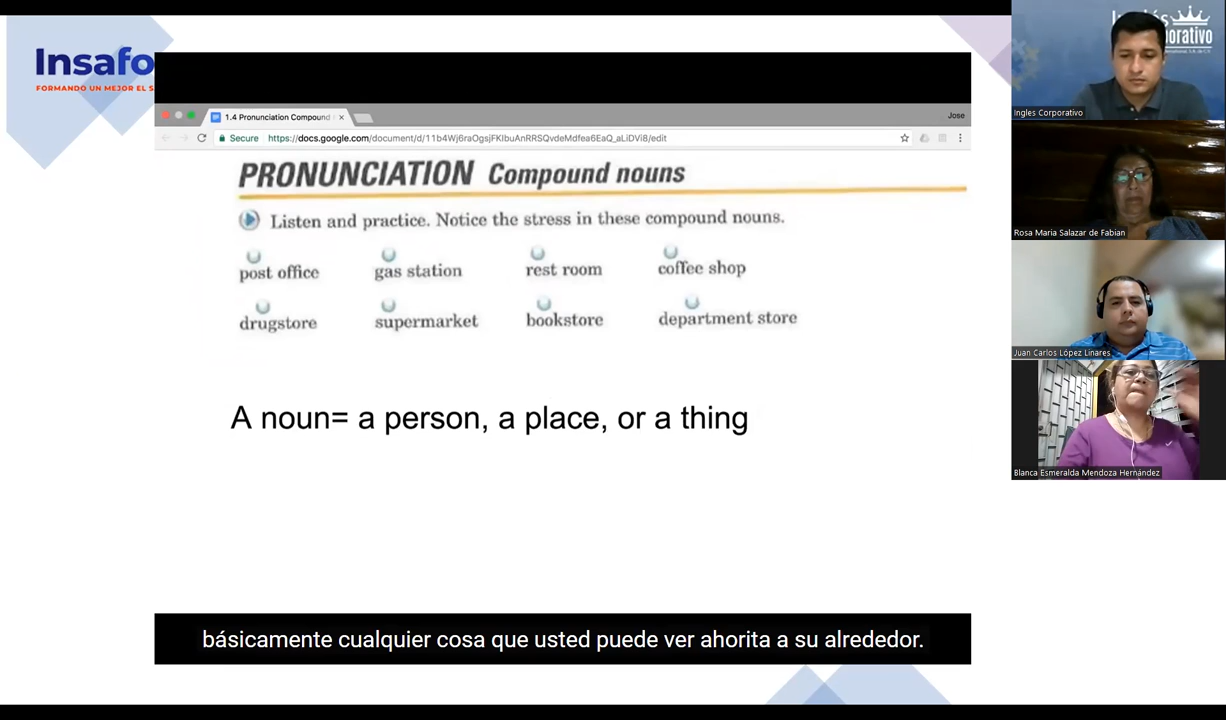 Insafo
FORMANDO UN MEJOR EL S
1.4 Pronunciation Compound
Jose
Secure https://docs.google.com/document/d/11b4Wj6raOgsjFKlbuAnRRSQvdeMdfea6EaQ_aLiDVi8/edit
PRONUNCIATION Compound nouns
Listen and practice. Notice the stress in these compound nouns.
post office gas station rest room coffee shop
drugstore supermarket bookstore department store
A noun= a person, a place, or a thing
básicamente cualquier cosa que usted puede ver ahorita a su alrededor.
Ingles Corporativo
Rosa Maria Salazar de Fabian
Juan Carlos López Linares
Blanca Esmeralda Mendoza Hernández